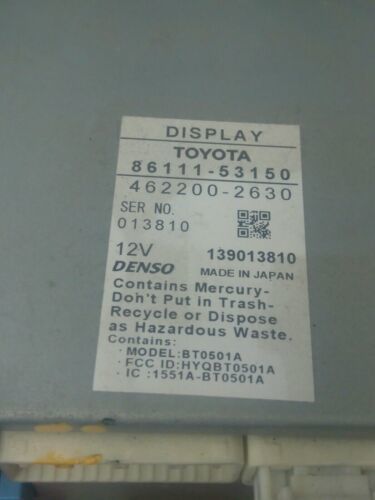 DISPLAY
TOYOTA
86111-53150
462200-2630
SER NO.
013810
12V 139013810
DENSO MADE IN JAPAN
Contains Mercury-
Don't Put in Trash-
Recycle or Dispose
as Hazardous Waste.
Contains:
· MODEL:BT0501A
· FCC ID:HYQBT0501A
· IC :1551A-BT0501A